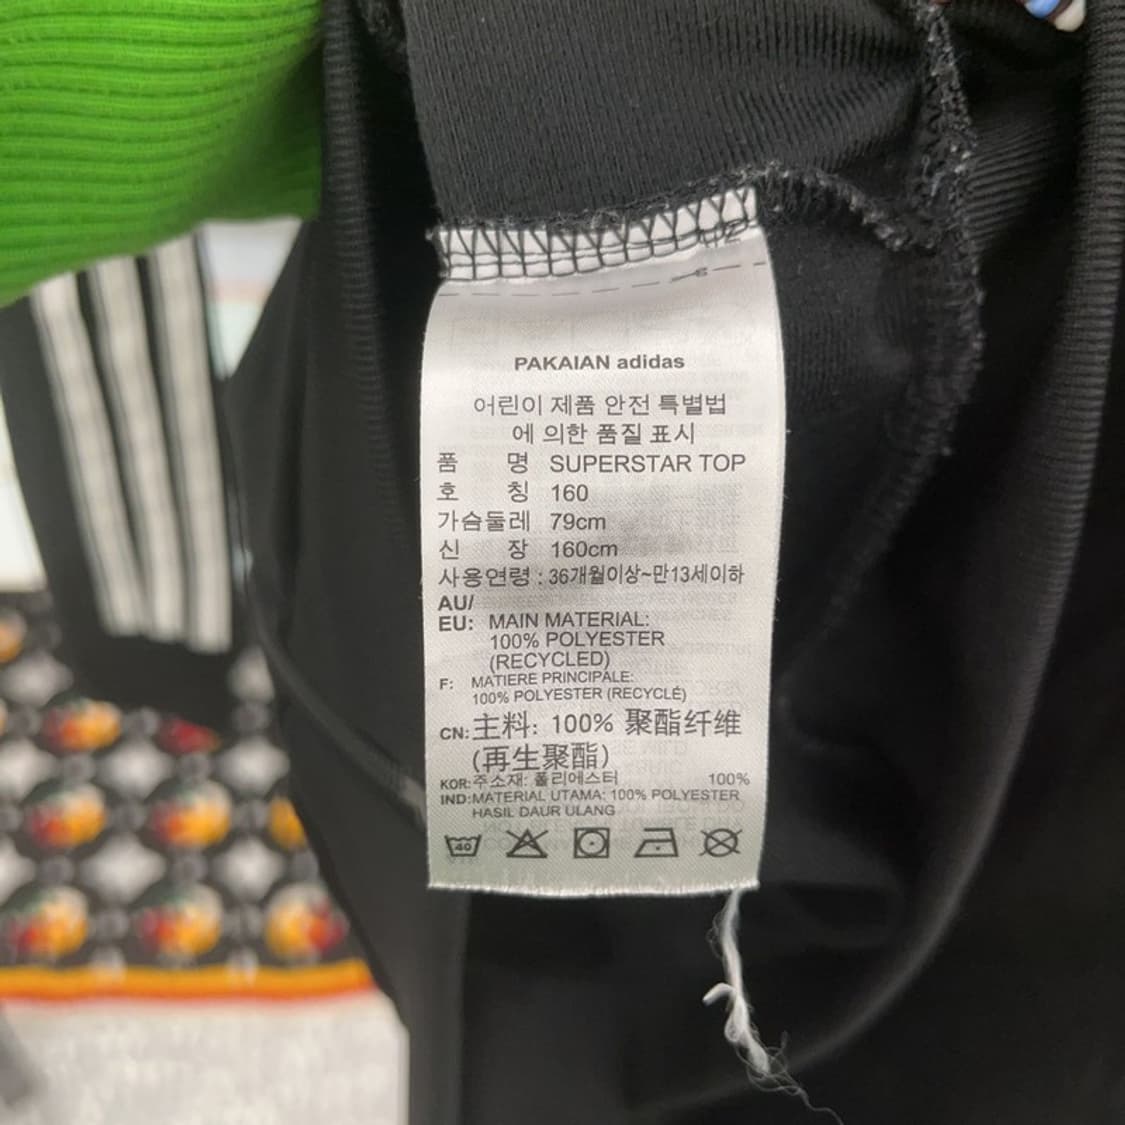 PAKAIAN adidas
어린이 제품 안전 특별법
에 의한 품질 표시
품 명 SUPERSTAR TOP
호 칭 160
가슴둘레 79cm
신 장 160cm
사용연령 : 36개월이상~만13세이하
AU/
EU: MAIN MATERIAL:
100% POLYESTER
(RECYCLED)
F: MATIERE PRINCIPALE:
100% POLYESTER (RECYCLÉ)
CN: 主料: 100% 聚酯纤维
(再生聚酯)
KOR: 주소재: 폴리에스터 100%
IND: MATERIAL UTAMA: 100% POLYESTER
HASIL DAUR ULANG
40